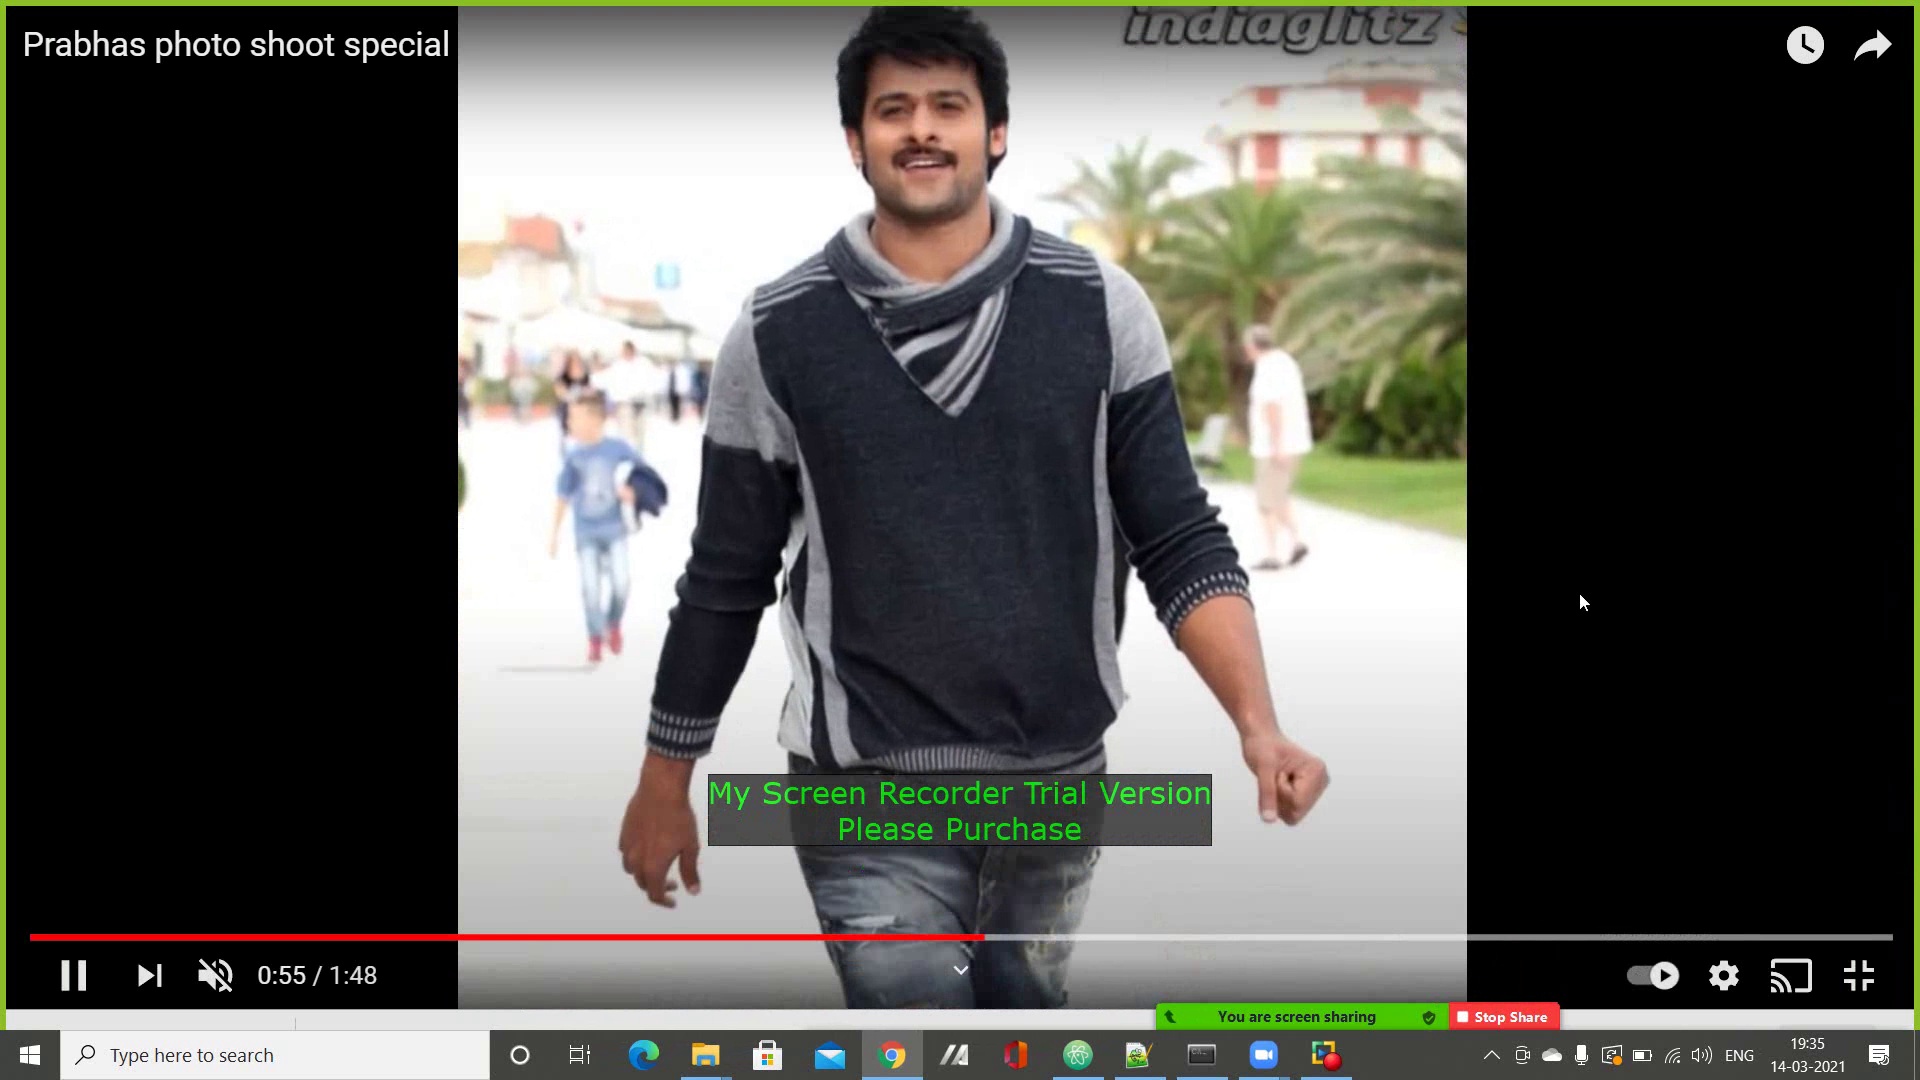 Prabhas photo shoot special
indiaglitz
My Screen Recorder Trial Version
Please Purchase
0:55 / 1:48
You are screen sharing
Stop Share
Type here to search
ENG
19:35
14-03-2021